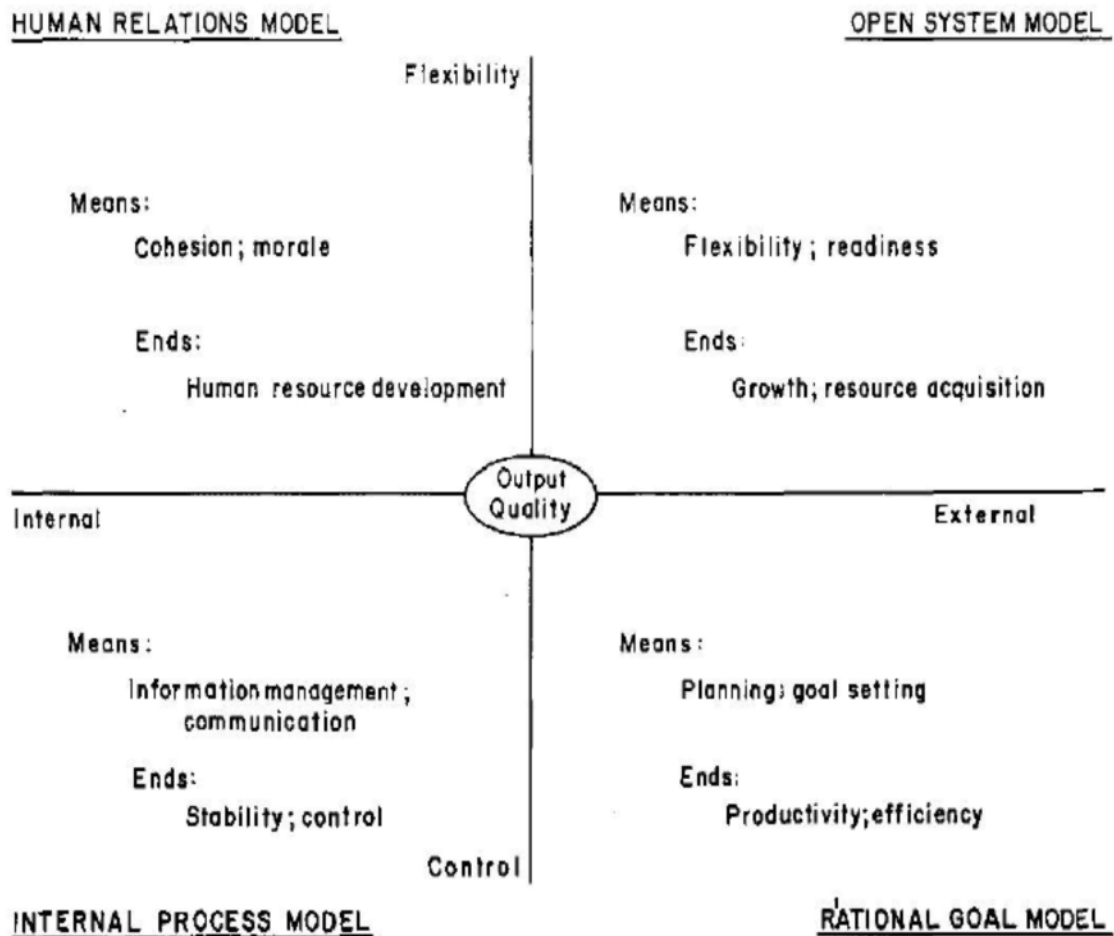 HUMAN RELATIONS MODEL
OPEN SYSTEM MODEL
Flexibility
Means:
Cohesion; morale
Ends:
Human resource development
Means:
Flexibility; readiness
Ends:
Growth; resource acquisition
Output
Quality
Internal
External
Means:
Information management;
communication
Ends:
Stability; control
Means:
Planning; goal setting
Ends:
Productivity; efficiency
Control
INTERNAL PROCESS MODEL
RATIONAL GOAL MODEL